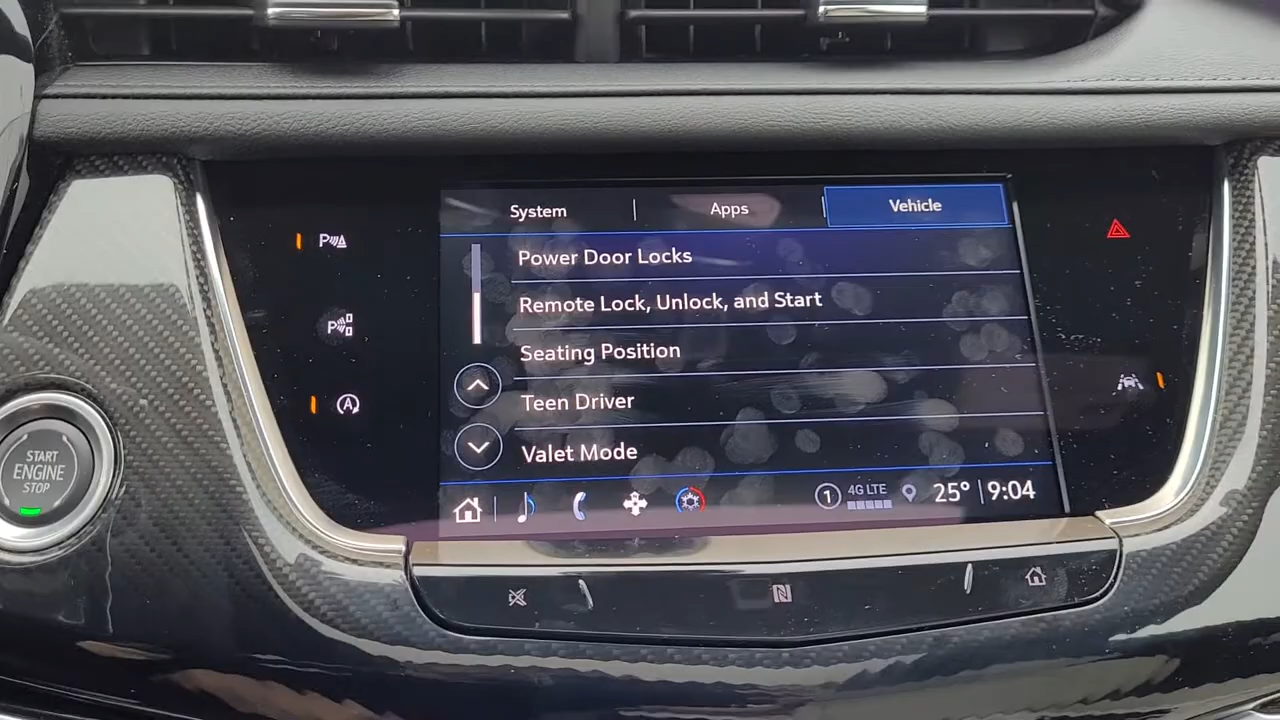 System | Apps | Vehicle
Power Door Locks
Remote Lock, Unlock, and Start
Seating Position
Teen Driver
Valet Mode
1 4G LTE 25° 9:04
P
P
A
START
ENGINE
STOP
N